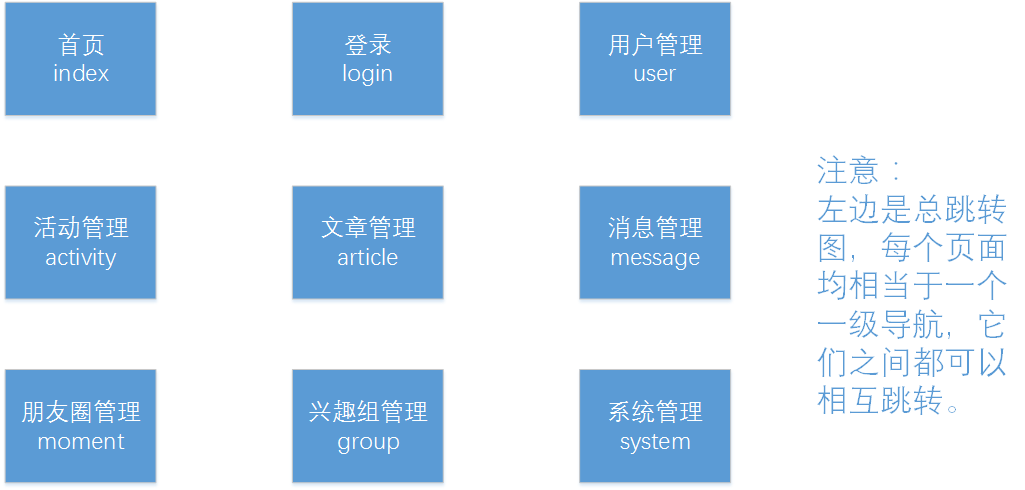 首页
index
登录
login
用户管理
user
活动管理
activity
文章管理
article
消息管理
message
朋友圈管理
moment
兴趣组管理
group
系统管理
system
注意：
左边是总跳转
图，每个页面
均相当于一个
一级导航，它
们之间都可以
相互跳转。